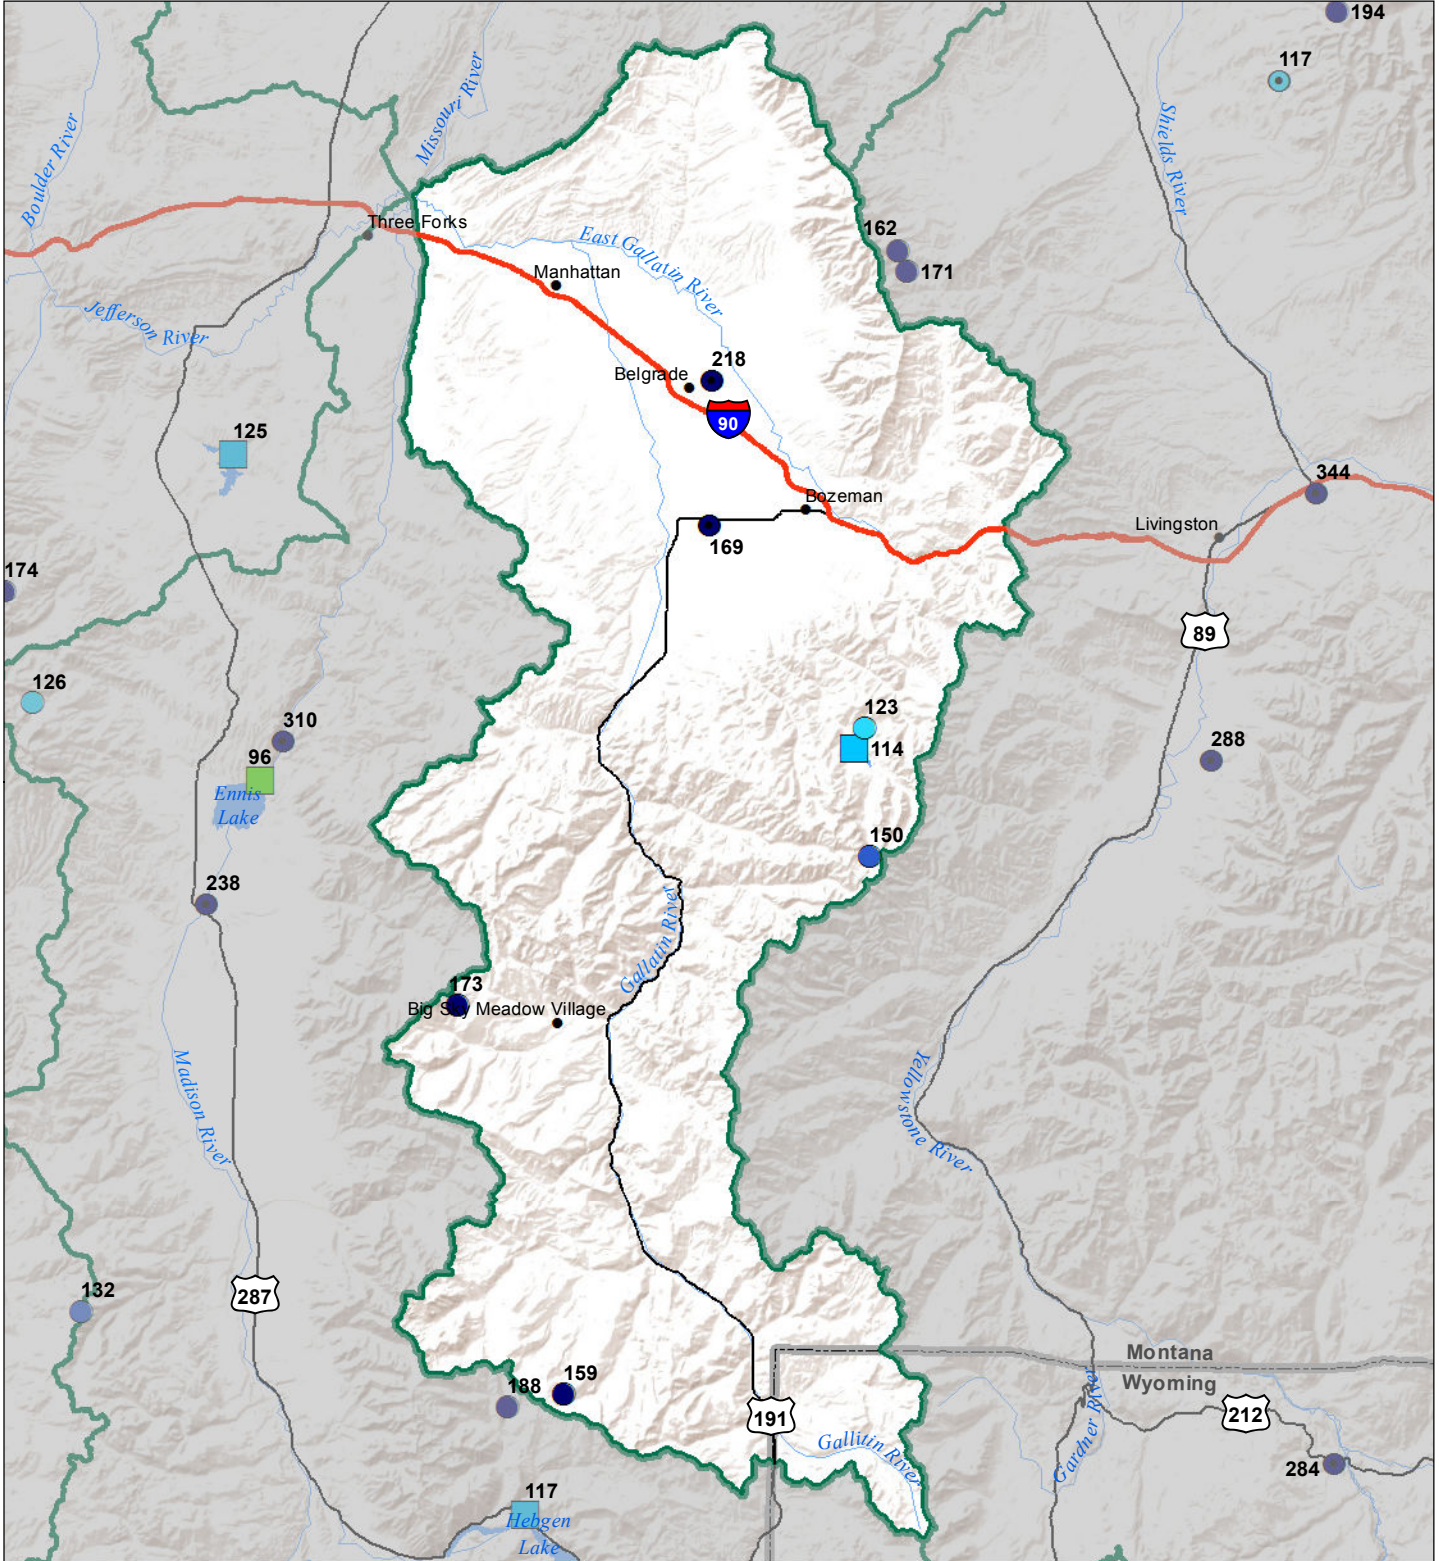 194
117
Missouri River
Boulder River
Shields River
Three Forks
162
171
East Gallatin River
Manhattan
Jefferson River
218
Belgrade
90
125
344
Bozeman
Livingston
169
174
89
126
123
310
114
288
96
Ennis
Lake
150
238
Gallatin River
173
Big Sky Meadow Village
Madison River
Yellowstone River
132
287
Montana
Wyoming
159
188
191
212
Gardner River
Gallitin River
284
117
Hebgen
Lake